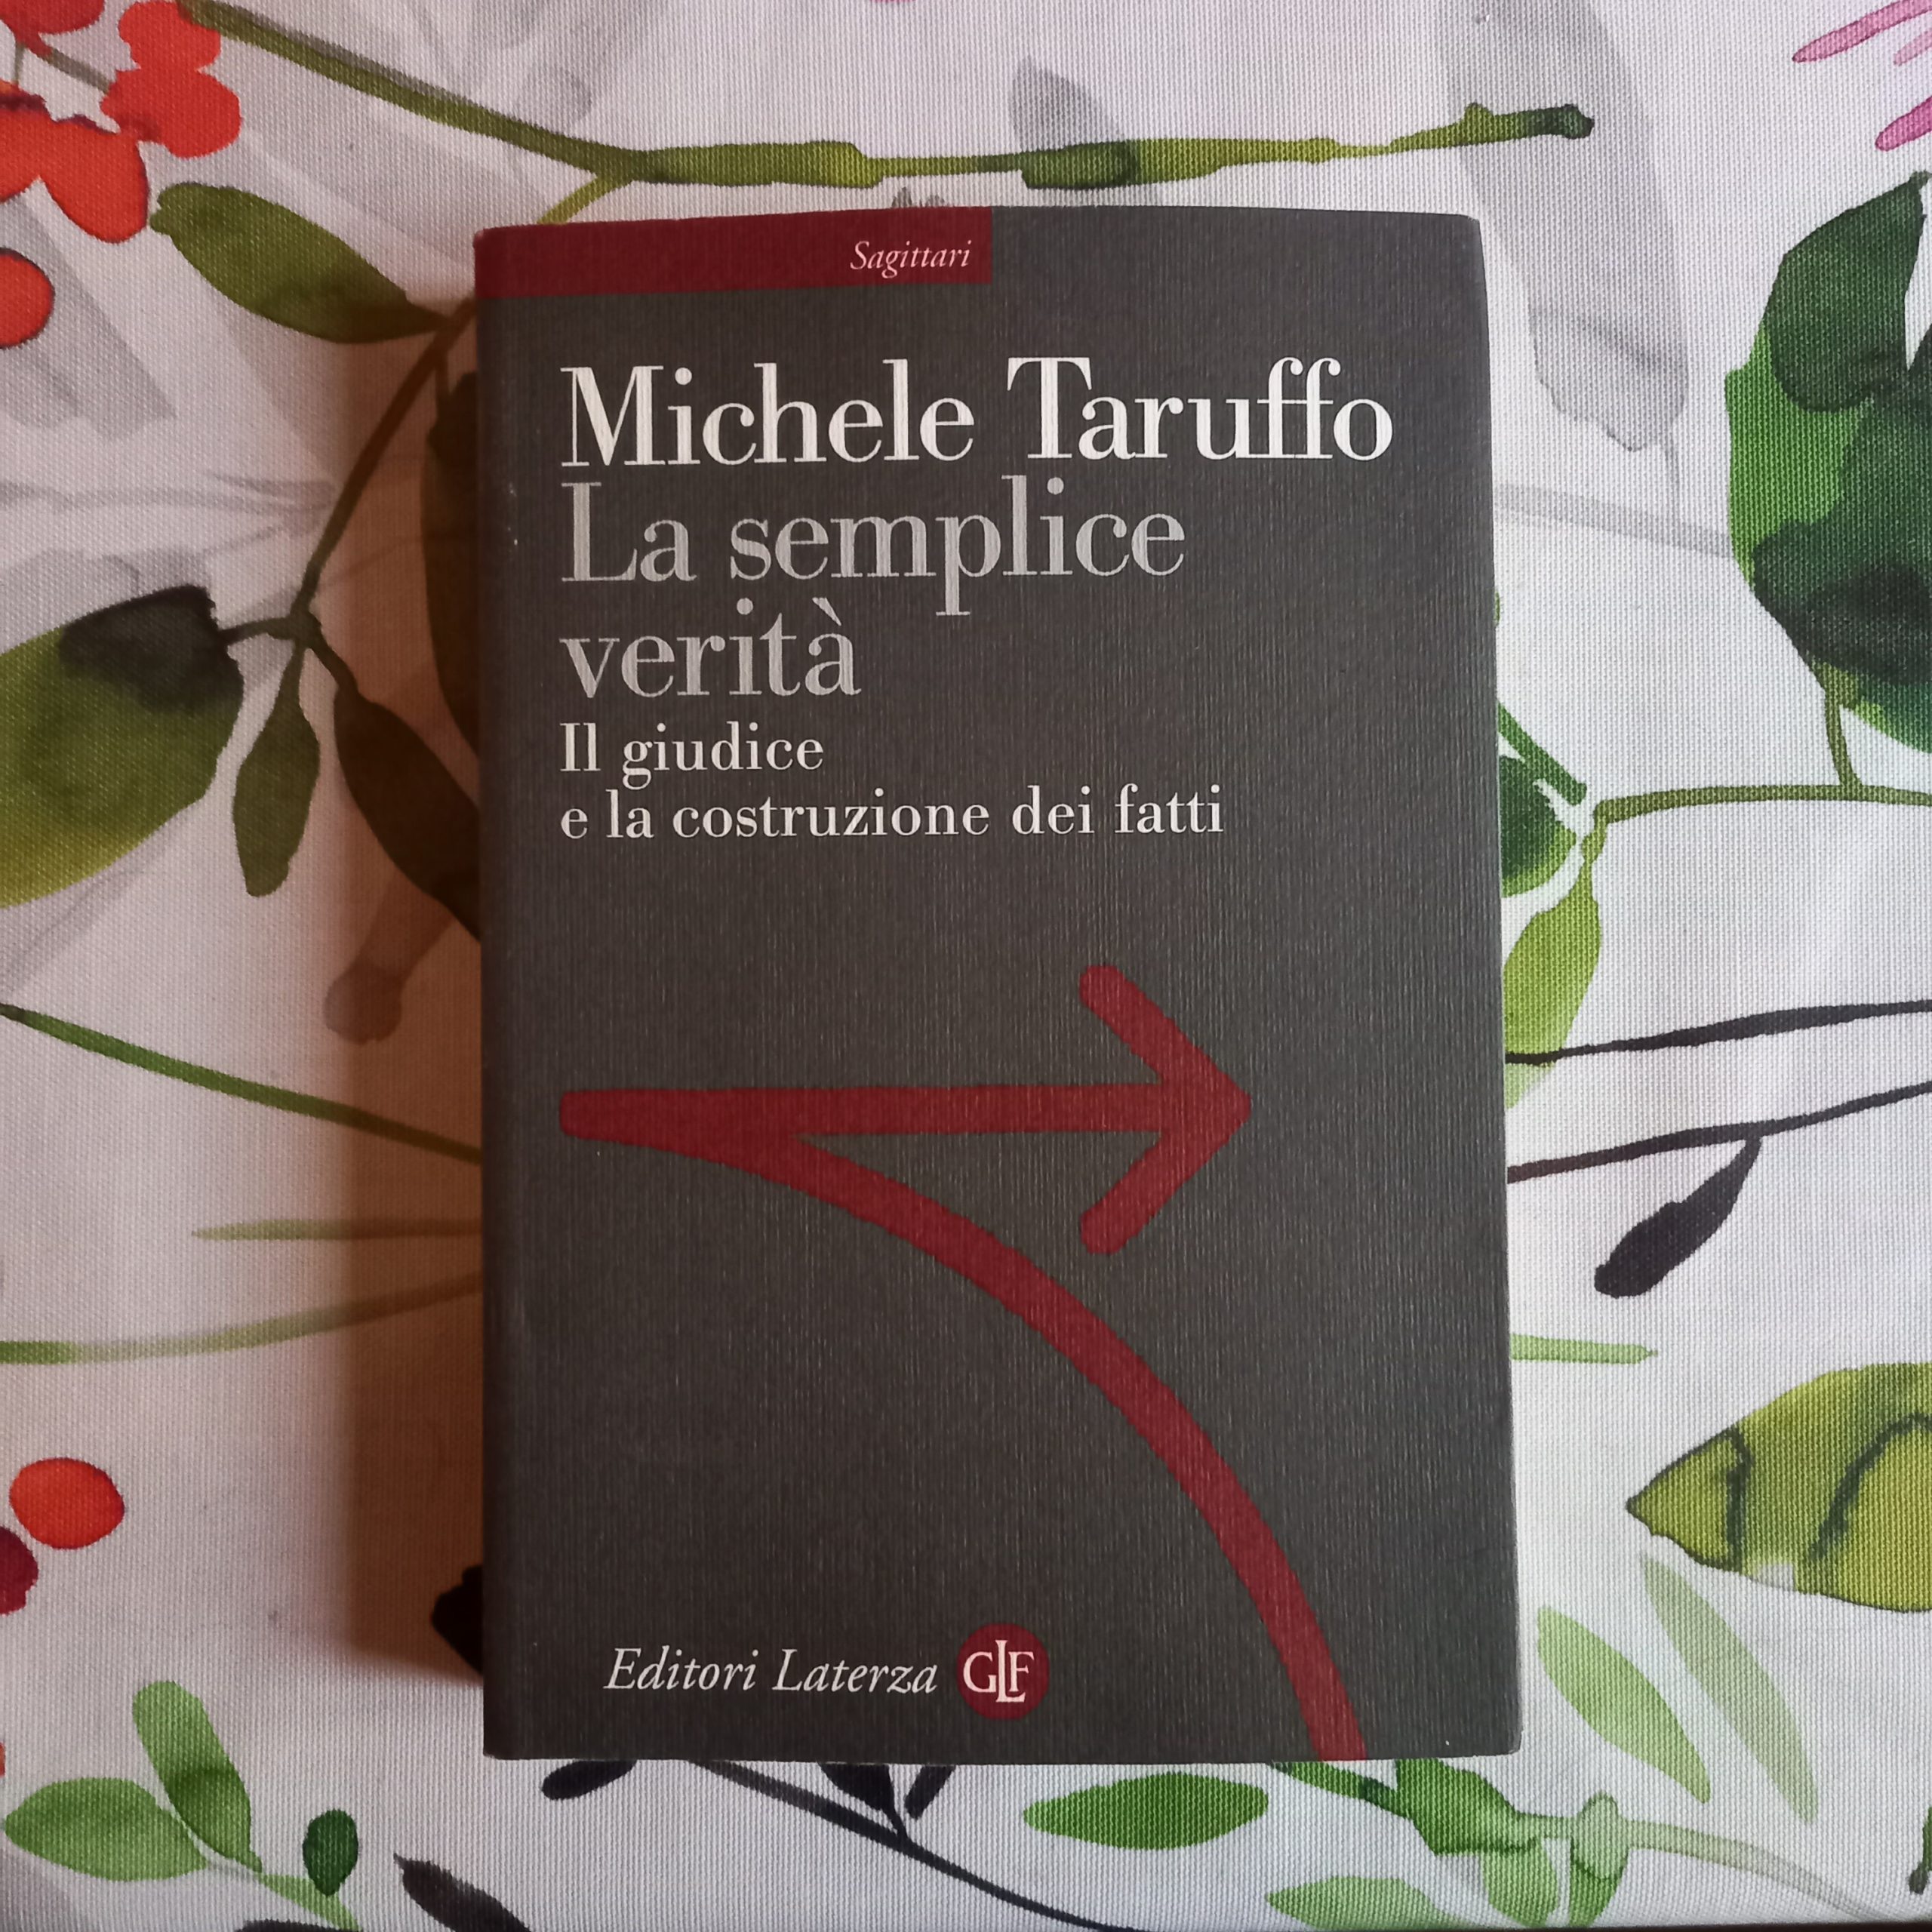 Sagittari
Michele Taruffo
La semplice
verità
Il giudice
e la costruzione dei fatti
Editori Laterza GLF